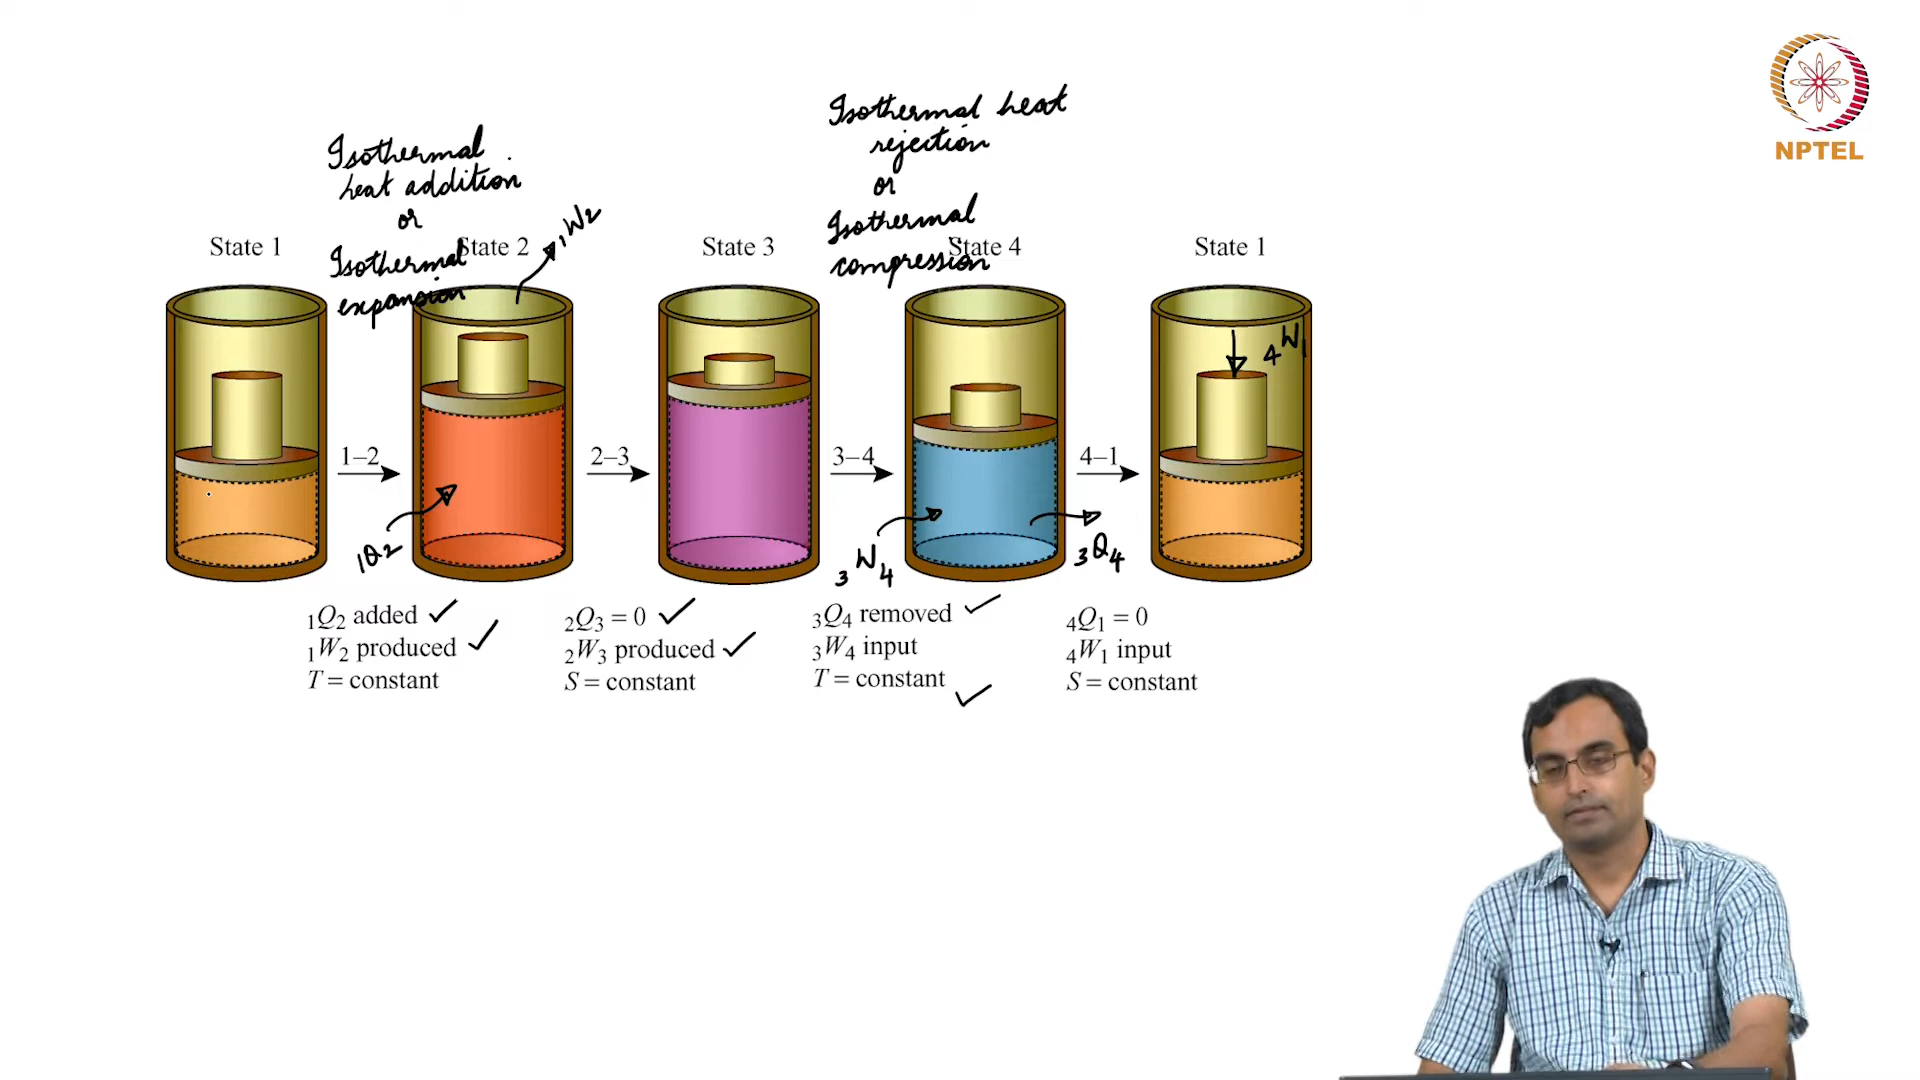 NPTEL
Isothermal
heat addition
or
Isothermal
expansion
Isothermal heat
rejection
or
Isothermal
compression
State 1
State 2
State 3
State 4
State 1
₁W₂
₄W₁
1–2
2–3
3–4
4–1
₁Q₂
₃W₄
₃Q₄
₁Q₂ added ✓
₁W₂ produced ✓
T = constant
₂Q₃ = 0 ✓
₂W₃ produced ✓
S = constant
₃Q₄ removed ✓
₃W₄ input
T = constant ✓
₄Q₁ = 0
₄W₁ input
S = constant